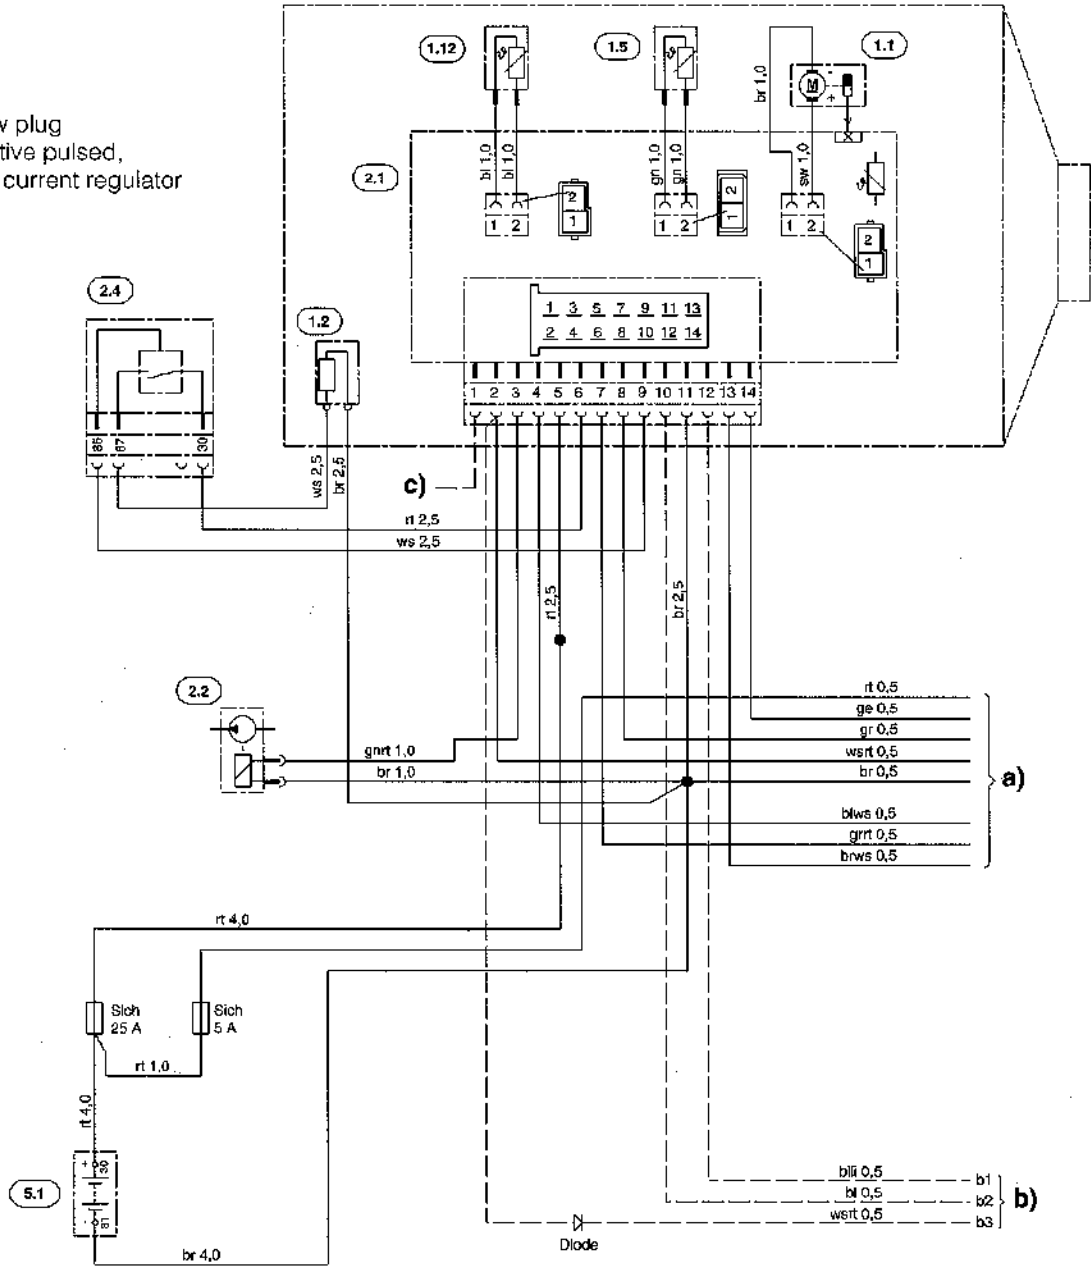 1.12
1.5
1.1
M
-
+
br 1,0
w plug
tive pulsed,
current regulator
2.1
bl 1,0
bl 1,0
gn 1,0
gn 1,0
sw 1,0
1 2
2
1
1 2
2
1
1 2
2
1
2.4
1.2
1 3 5 7 9 11 13
2 4 6 8 10 12 14
1 2 3 4 5 6 7 8 9 10 11 12 13 14
86 87 30
ws 2,5
br 2,5
c)
rt 2,5
ws 2,5
rt 2,5
br 2,5
2.2
rt 0,5
ge 0,5
gr 0,5
gnrt 1,0
wsrt 0,5
br 1,0
br 0,5
a)
blws 0,5
grrt 0,5
brws 0,5
rt 4,0
Sich
25 A
Sich
5 A
rt 1,0
rt 4,0
5.1
+ 30
- 31
br 4,0
blli 0,5
b1
bl 0,5
b2
b)
wsrt 0,5
b3
Diode